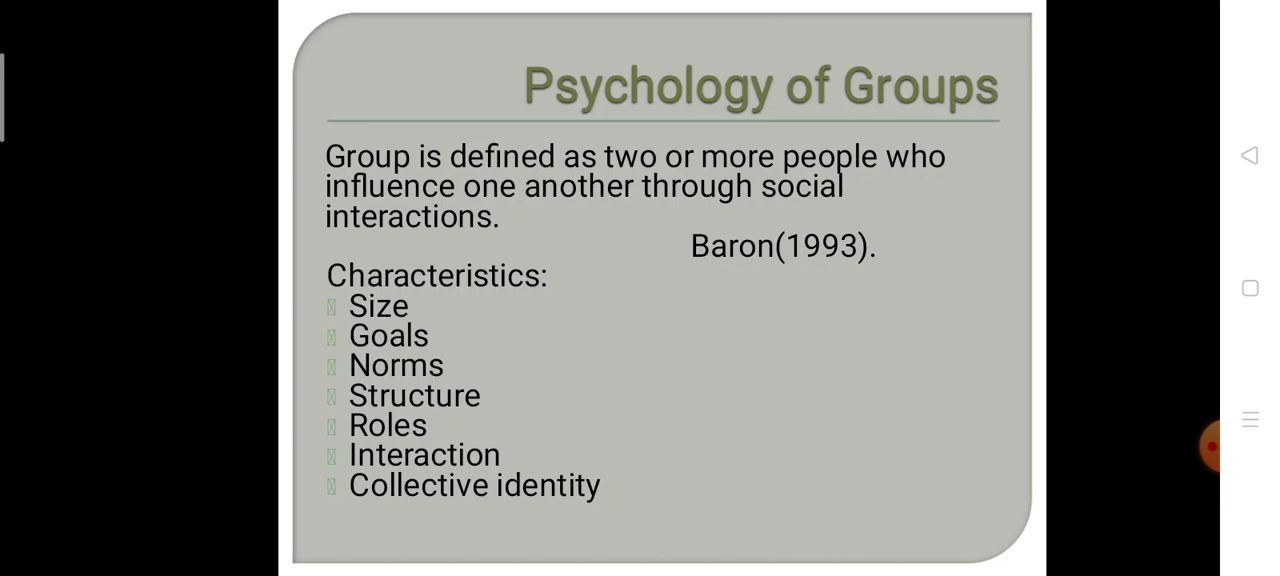 Psychology of Groups
Group is defined as two or more people who
influence one another through social
interactions.
Baron(1993).
Characteristics:
Size
Goals
Norms
Structure
Roles
Interaction
Collective identity